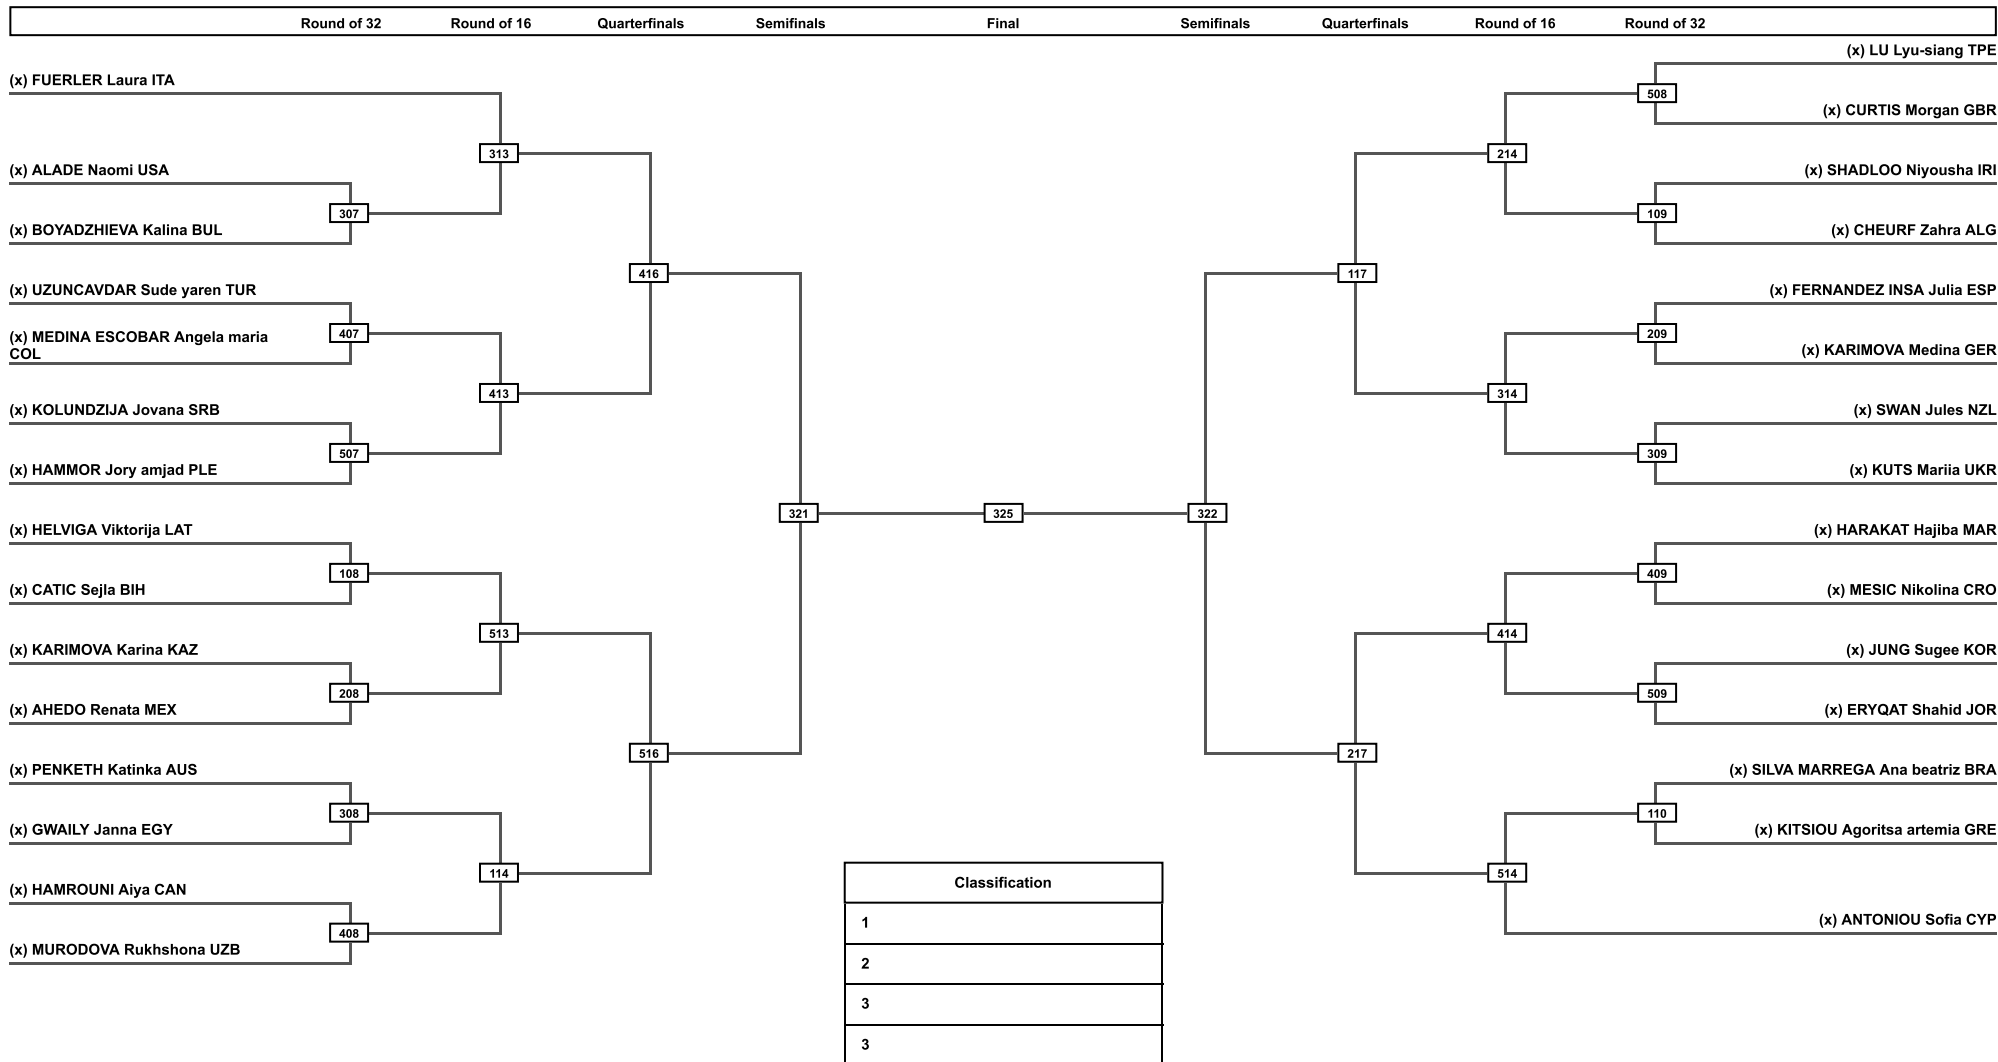 Round of 32 Round of 16 Quarterfinals Semifinals Final Semifinals Quarterfinals Round of 16 Round of 32
(x) FUERLER Laura ITA
313
(x) ALADE Naomi USA
307
(x) BOYADZHIEVA Kalina BUL
416
(x) UZUNCAVDAR Sude yaren TUR
407
(x) MEDINA ESCOBAR Angela maria
COL
413
(x) KOLUNDZIJA Jovana SRB
507
(x) HAMMOR Jory amjad PLE
321
(x) HELVIGA Viktorija LAT
108
(x) CATIC Sejla BIH
513
(x) KARIMOVA Karina KAZ
208
(x) AHEDO Renata MEX
516
(x) PENKETH Katinka AUS
308
(x) GWAILY Janna EGY
114
(x) HAMROUNI Aiya CAN
408
(x) MURODOVA Rukhshona UZB
325
(x) LU Lyu-siang TPE
508
(x) CURTIS Morgan GBR
214
(x) SHADLOO Niyousha IRI
109
(x) CHEURF Zahra ALG
117
(x) FERNANDEZ INSA Julia ESP
209
(x) KARIMOVA Medina GER
314
(x) SWAN Jules NZL
309
(x) KUTS Mariia UKR
322
(x) HARAKAT Hajiba MAR
409
(x) MESIC Nikolina CRO
414
(x) JUNG Sugee KOR
509
(x) ERYQAT Shahid JOR
217
(x) SILVA MARREGA Ana beatriz BRA
110
(x) KITSIOU Agoritsa artemia GRE
514
(x) ANTONIOU Sofia CYP
Classification
1
2
3
3